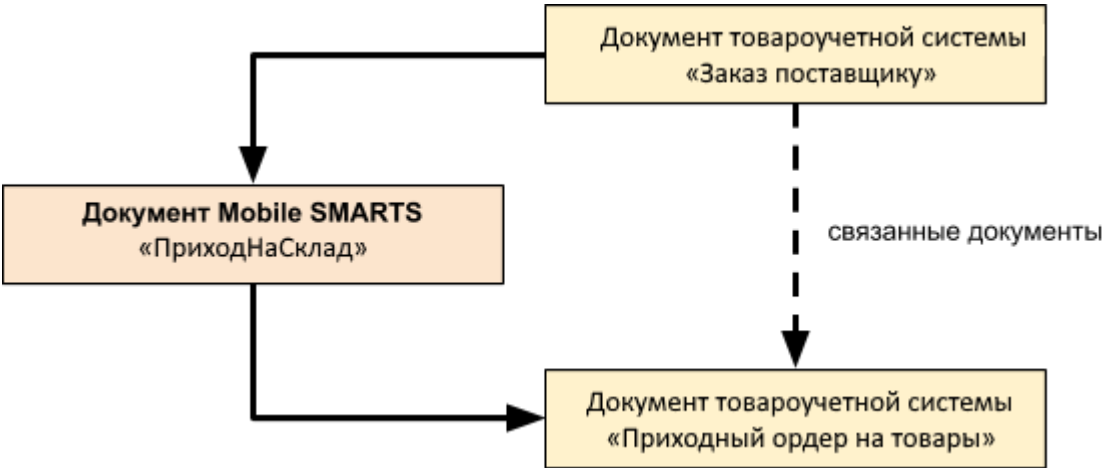 Документ товароучетной системы
«Заказ поставщику»
Документ Mobile SMARTS
«ПриходНаСклад»
связанные документы
Документ товароучетной системы
«Приходный ордер на товары»